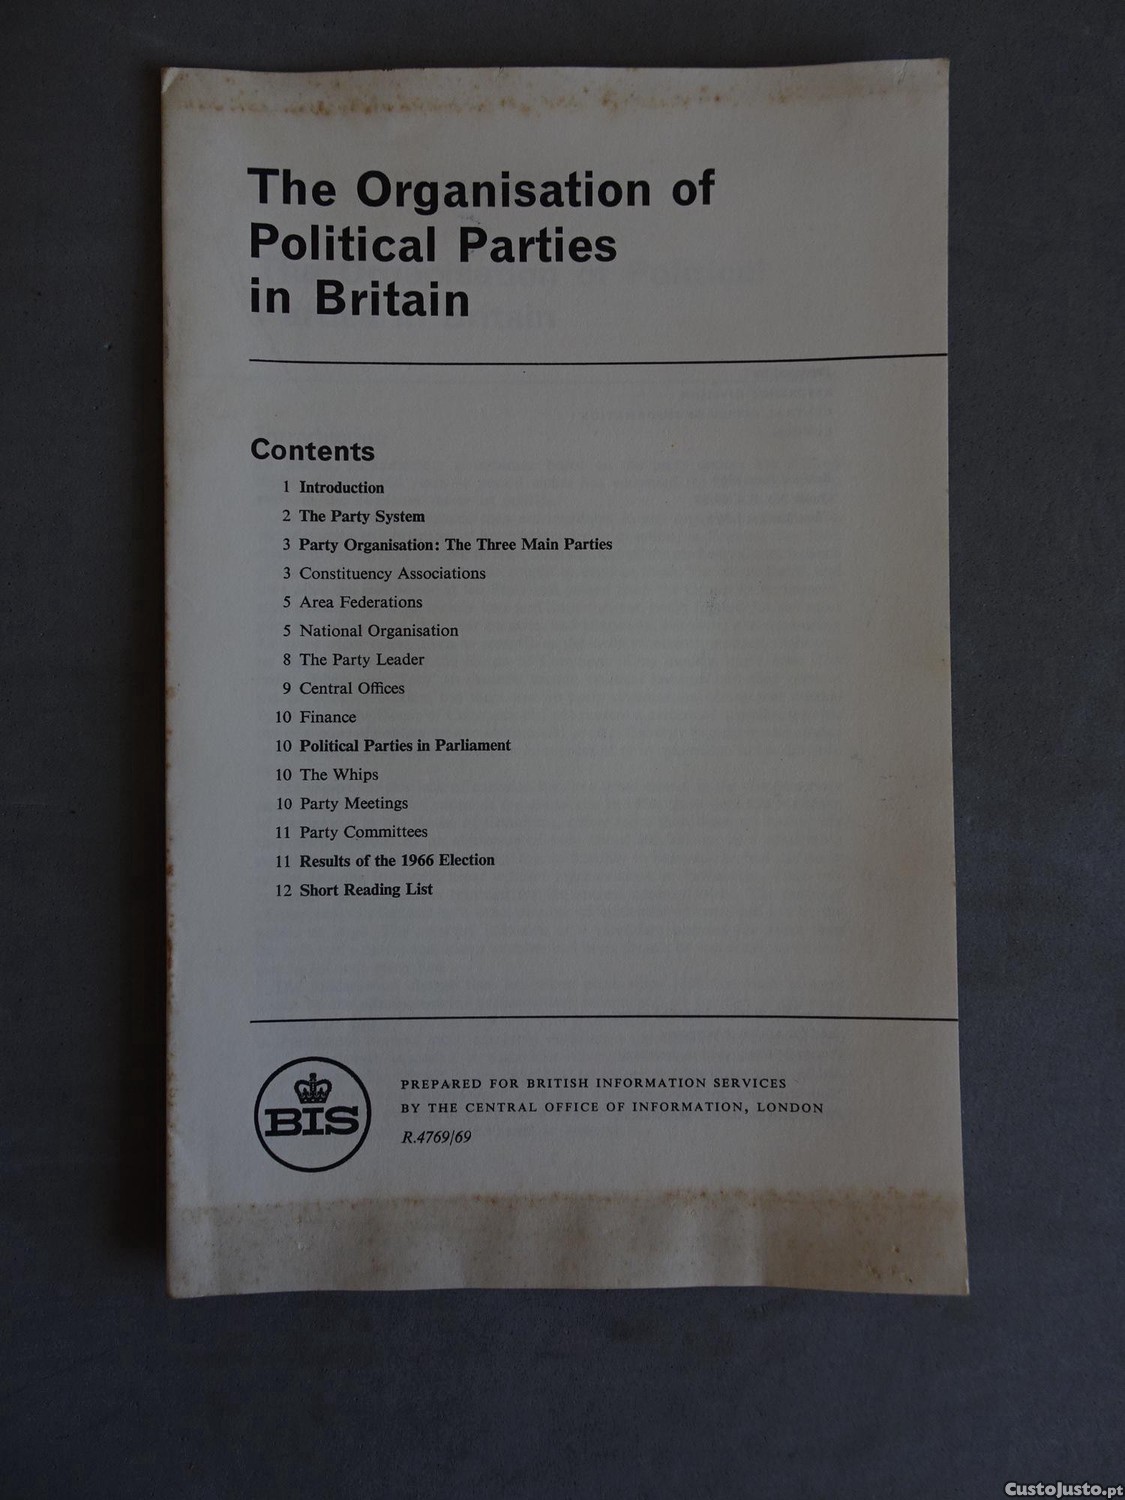 The Organisation of
Political Parties
in Britain
Contents
1 Introduction
2 The Party System
3 Party Organisation: The Three Main Parties
3 Constituency Associations
5 Area Federations
5 National Organisation
8 The Party Leader
9 Central Offices
10 Finance
10 Political Parties in Parliament
10 The Whips
10 Party Meetings
11 Party Committees
11 Results of the 1966 Election
12 Short Reading List
BIS
PREPARED FOR BRITISH INFORMATION SERVICES
BY THE CENTRAL OFFICE OF INFORMATION, LONDON
R.4769/69
CustoJusto.pt